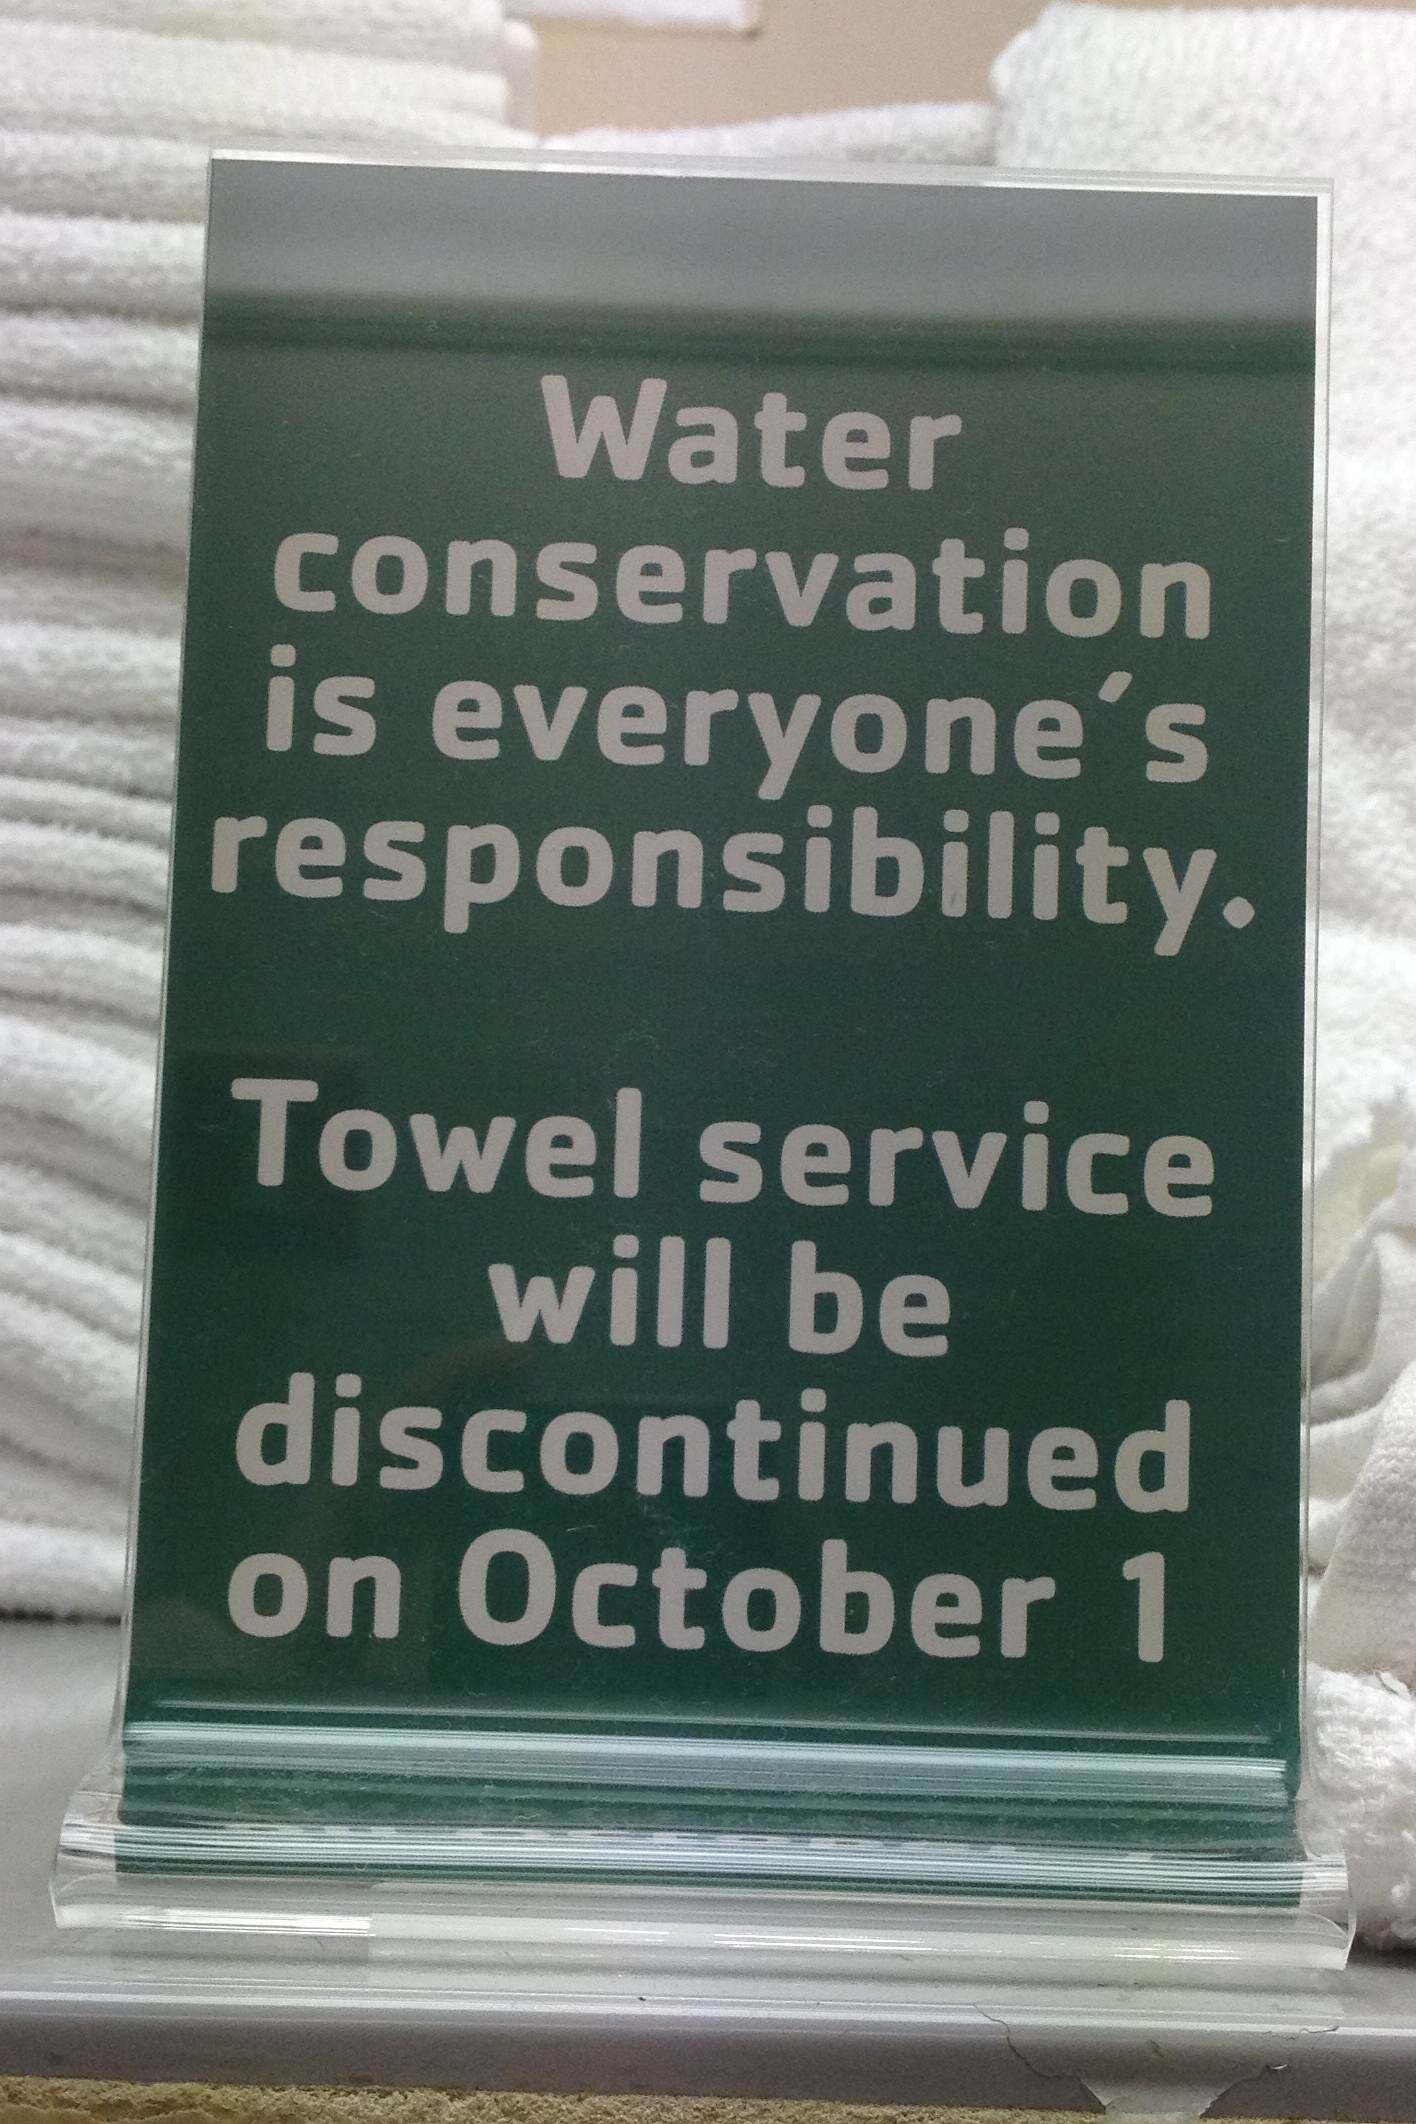 Water
conservation
is everyone's
responsibility.
Towel service
will be
discontinued
on October 1